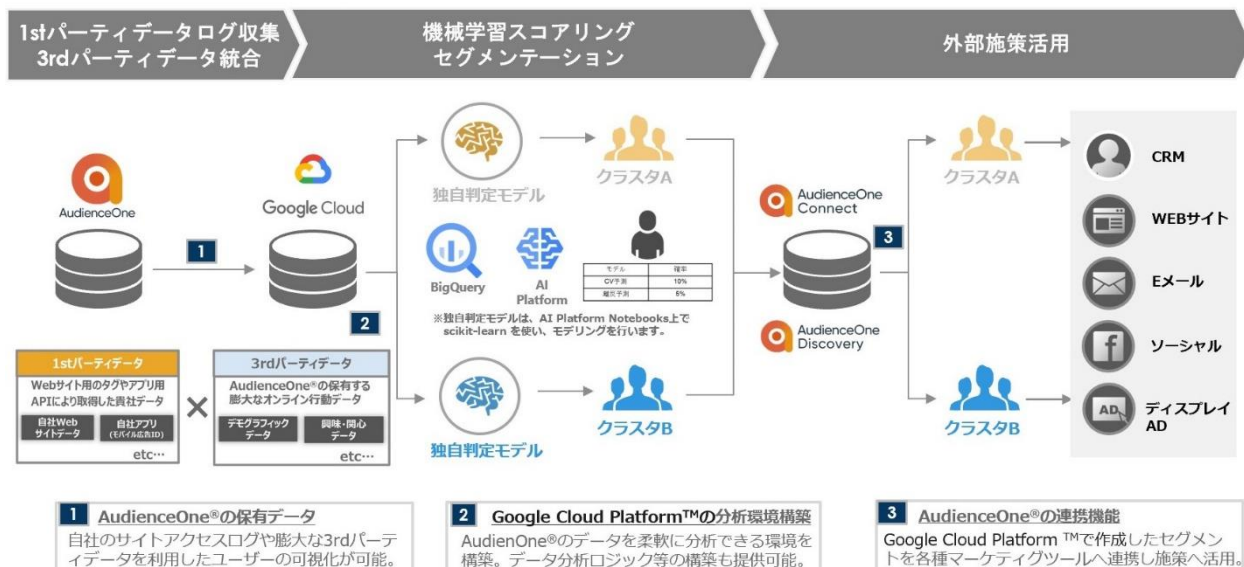 1stパーティデータログ収集
3rdパーティデータ統合
機械学習スコアリング
セグメンテーション
外部施策活用
AudienceOne
1
Google Cloud
2
1stパーティデータ
Webサイト用のタグやアプリ用
APIにより取得した貴社データ
自社Web
サイトデータ
自社アプリ
(モバイル広告ID)
etc…
×
3rdパーティデータ
AudienceOne®の保有する
膨大なオンライン行動データ
デモグラフィック
データ
興味・関心
データ
etc…
独自判定モデル
クラスタA
BigQuery
AI
Platform
モデル 確率
CV予測 10%
離反予測 5%
※独自判定モデルは、AI Platform Notebooks上で
scikit-learn を使い、モデリングを行います。
独自判定モデル
クラスタB
AudienceOne
Connect
3
AudienceOne
Discovery
クラスタA
クラスタB
CRM
WEBサイト
Eメール
ソーシャル
AD
ディスプレイ
AD
1 AudienceOne®の保有データ
自社のサイトアクセスログや膨大な3rdパーテ
ィデータを利用したユーザーの可視化が可能。
2 Google Cloud Platform™の分析環境構築
AudienOne®のデータを柔軟に分析できる環境を
構築。データ分析ロジック等の構築も提供可能。
3 AudienceOne®の連携機能
Google Cloud Platform ™で作成したセグメン
トを各種マーケティングツールへ連携し施策へ活用。